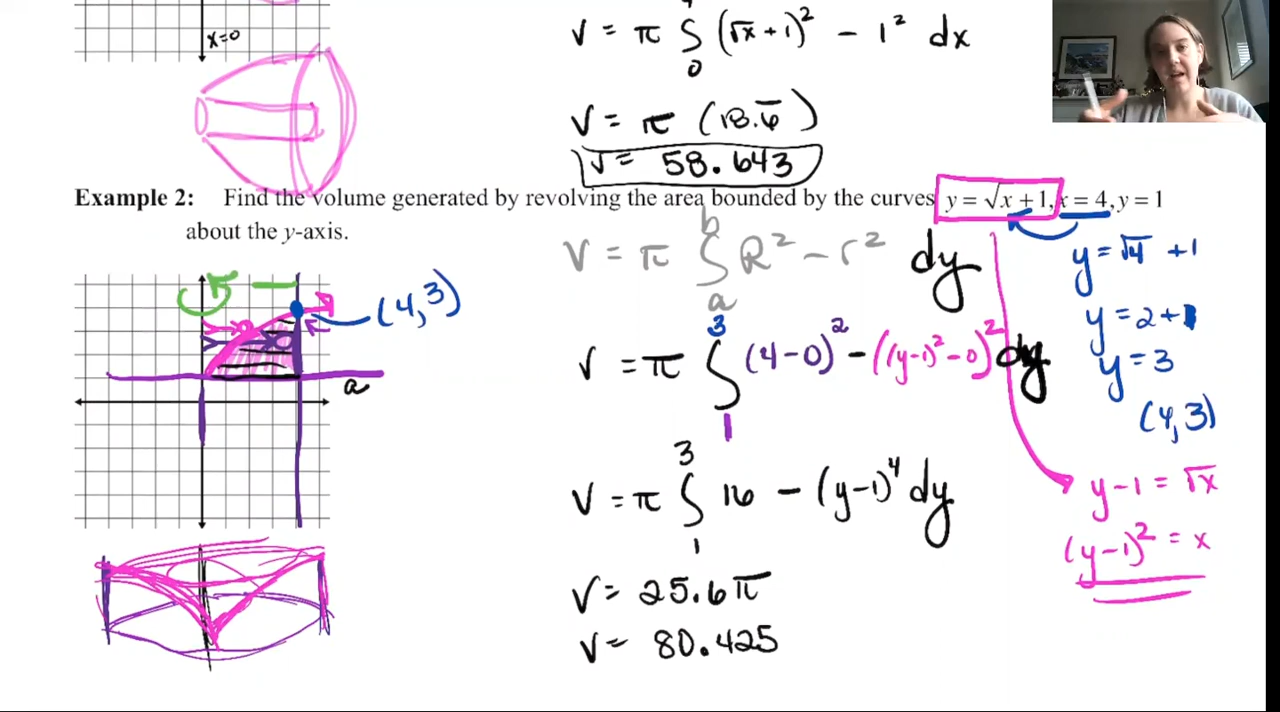 x=0
4
V = π ∫ (√x + 1)² − 1² dx
0
V = π (18.6̅)
V = 58.643
Example 2: Find the volume generated by revolving the area bounded by the curves y = √x + 1, x = 4, y = 1
about the y-axis.
b
V = π ∫ R² − r² dy
a
(4,3)
a
3
V = π ∫ (4−0)² − ((y−1)² − 0)² dy
1
3
V = π ∫ 16 − (y−1)⁴ dy
1
V = 25.6π
V = 80.425
y = √4 + 1
y = 2 + 1
y = 3
(4,3)
y−1 = √x
(y−1)² = x